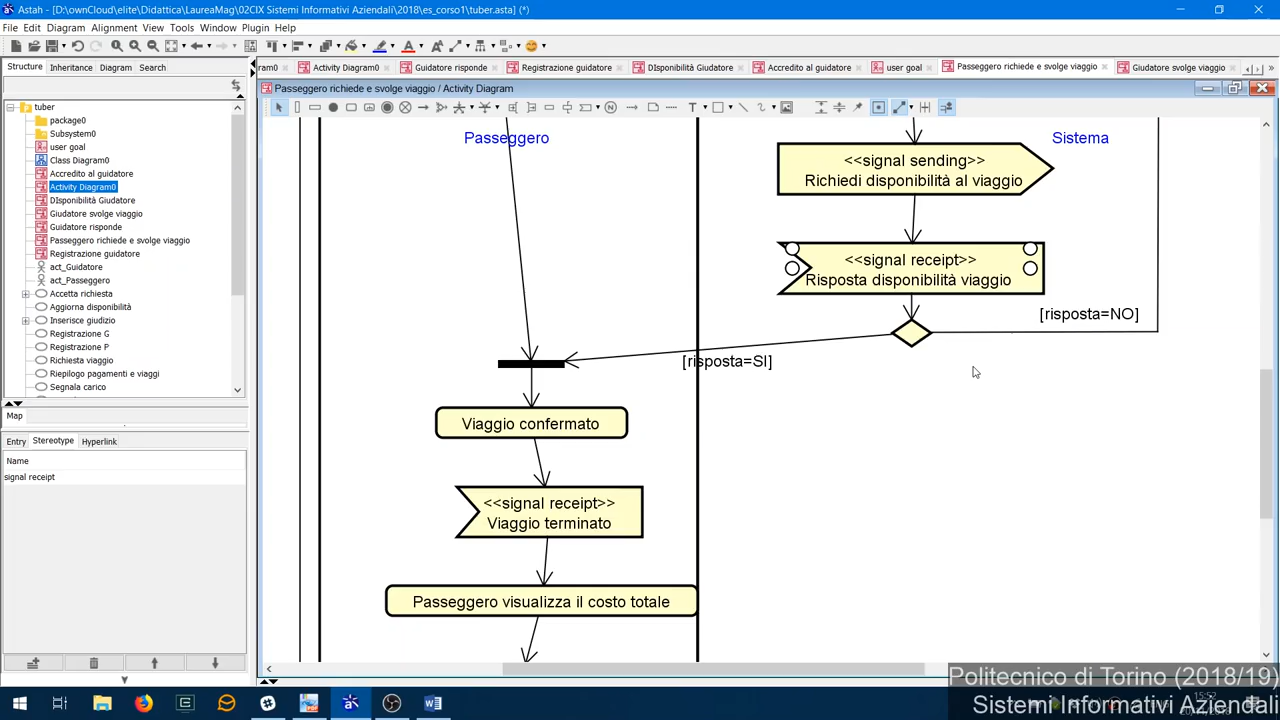 Astah - [D:\ownCloud\elite\Didattica\LaureaMag\02CIX Sistemi Informativi Aziendali\2018\es_corso1\tuber.asta] (*)
File Edit Diagram Alignment View Tools Window Plugin Help
Structure Inheritance Diagram Search
ram0 Activity Diagram0 Guidatore risponde Registrazione guidatore DIsponibilità Giudatore Accredito al guidatore user goal Passeggero richiede e svolge viaggio Giudatore svolge viaggio
Passeggero richiede e svolge viaggio / Activity Diagram
tuber
package0
Subsystem0
user goal
Class Diagram0
Accredito al guidatore
Activity Diagram0
DIsponibilità Giudatore
Giudatore svolge viaggio
Guidatore risponde
Passeggero richiede e svolge viaggio
Registrazione guidatore
act_Guidatore
act_Passeggero
Accetta richiesta
Aggiorna disponibilità
Inserisce giudizio
Registrazione G
Registrazione P
Richiesta viaggio
Riepilogo pagamenti e viaggi
Segnala carico
Map
Entry Stereotype Hyperlink
Name
signal receipt
Passeggero
Sistema
<<signal sending>>
Richiedi disponibilità al viaggio
<<signal receipt>>
Risposta disponibilità viaggio
[risposta=NO]
[risposta=SI]
Viaggio confermato
<<signal receipt>>
Viaggio terminato
Passeggero visualizza il costo totale
Politecnico di Torino (2018/19)
Sistemi Informativi Aziendali
15:52